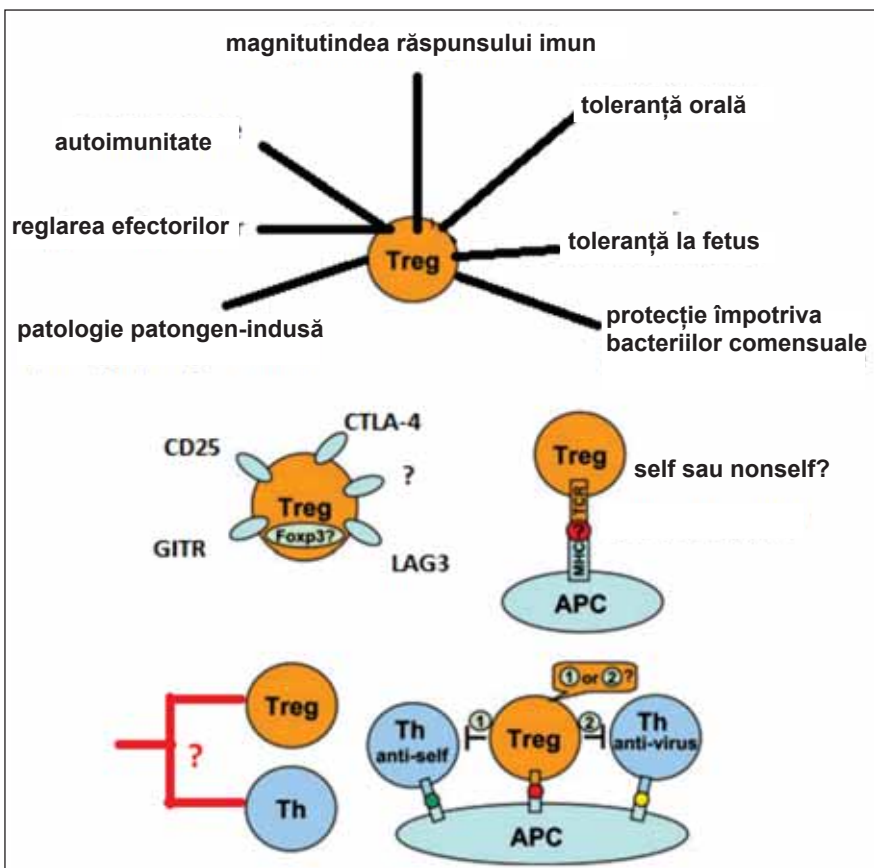 magnitutindea răspunsului imun
toleranță orală
autoimunitate
reglarea efectorilor
Treg
toleranță la fetus
patologie patongen-indusă
protecție împotriva
bacteriilor comensuale
CTLA-4
CD25
?
Treg
Foxp3?
GITR
LAG3
Treg
self sau nonself?
TCR
?
MHC
APC
Treg
?
Th
1 or 2?
Th
anti-self
1
Treg
2
Th
anti-virus
APC